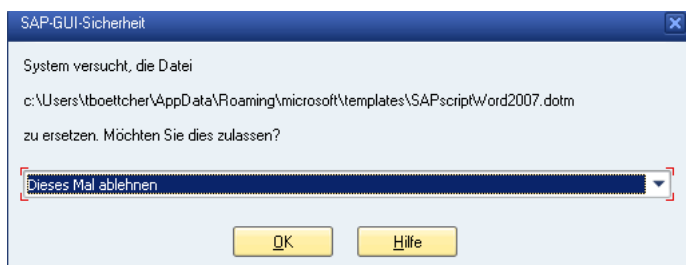 SAP-GUI-Sicherheit
System versucht, die Datei
c:\Users\tboettcher\AppData\Roaming\microsoft\templates\SAPscriptWord2007.dotm
zu ersetzen. Möchten Sie dies zulassen?
Dieses Mal ablehnen
OK Hilfe